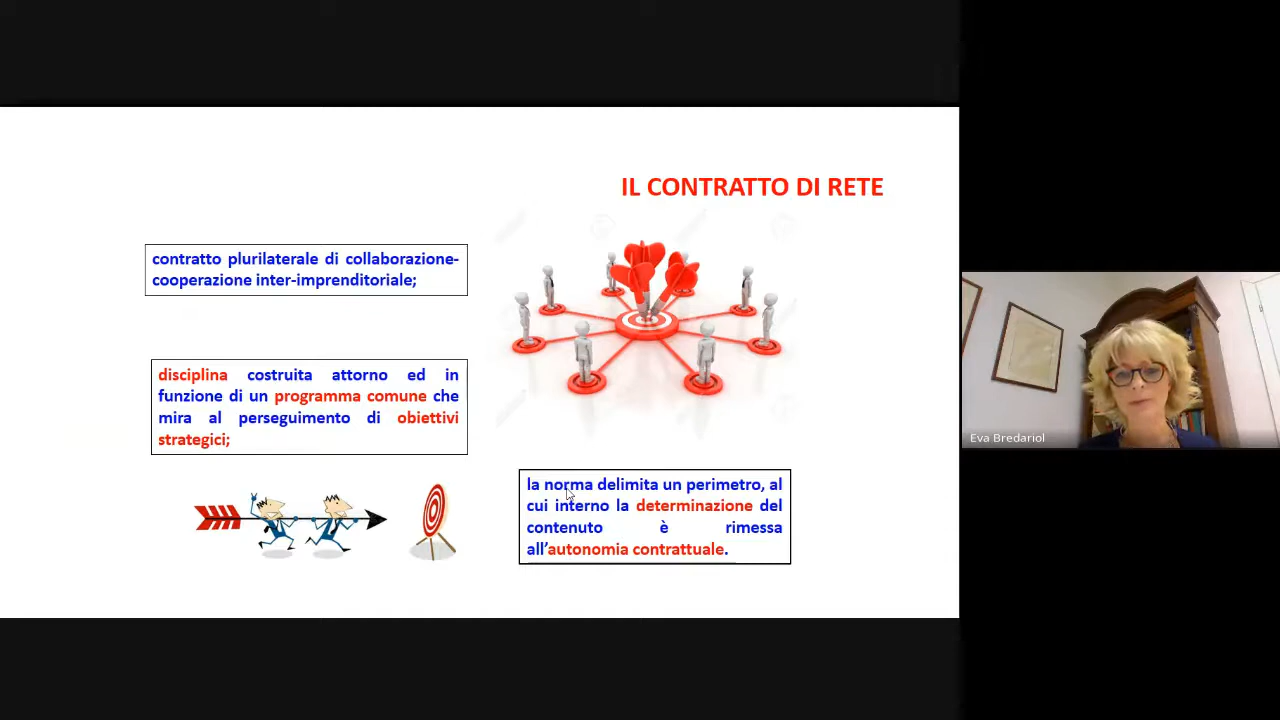 IL CONTRATTO DI RETE
contratto plurilaterale di collaborazione-
cooperazione inter-imprenditoriale;
disciplina costruita attorno ed in
funzione di un programma comune che
mira al perseguimento di obiettivi
strategici;
la norma delimita un perimetro, al
cui interno la determinazione del
contenuto è rimessa
all'autonomia contrattuale.
Eva Bredariol